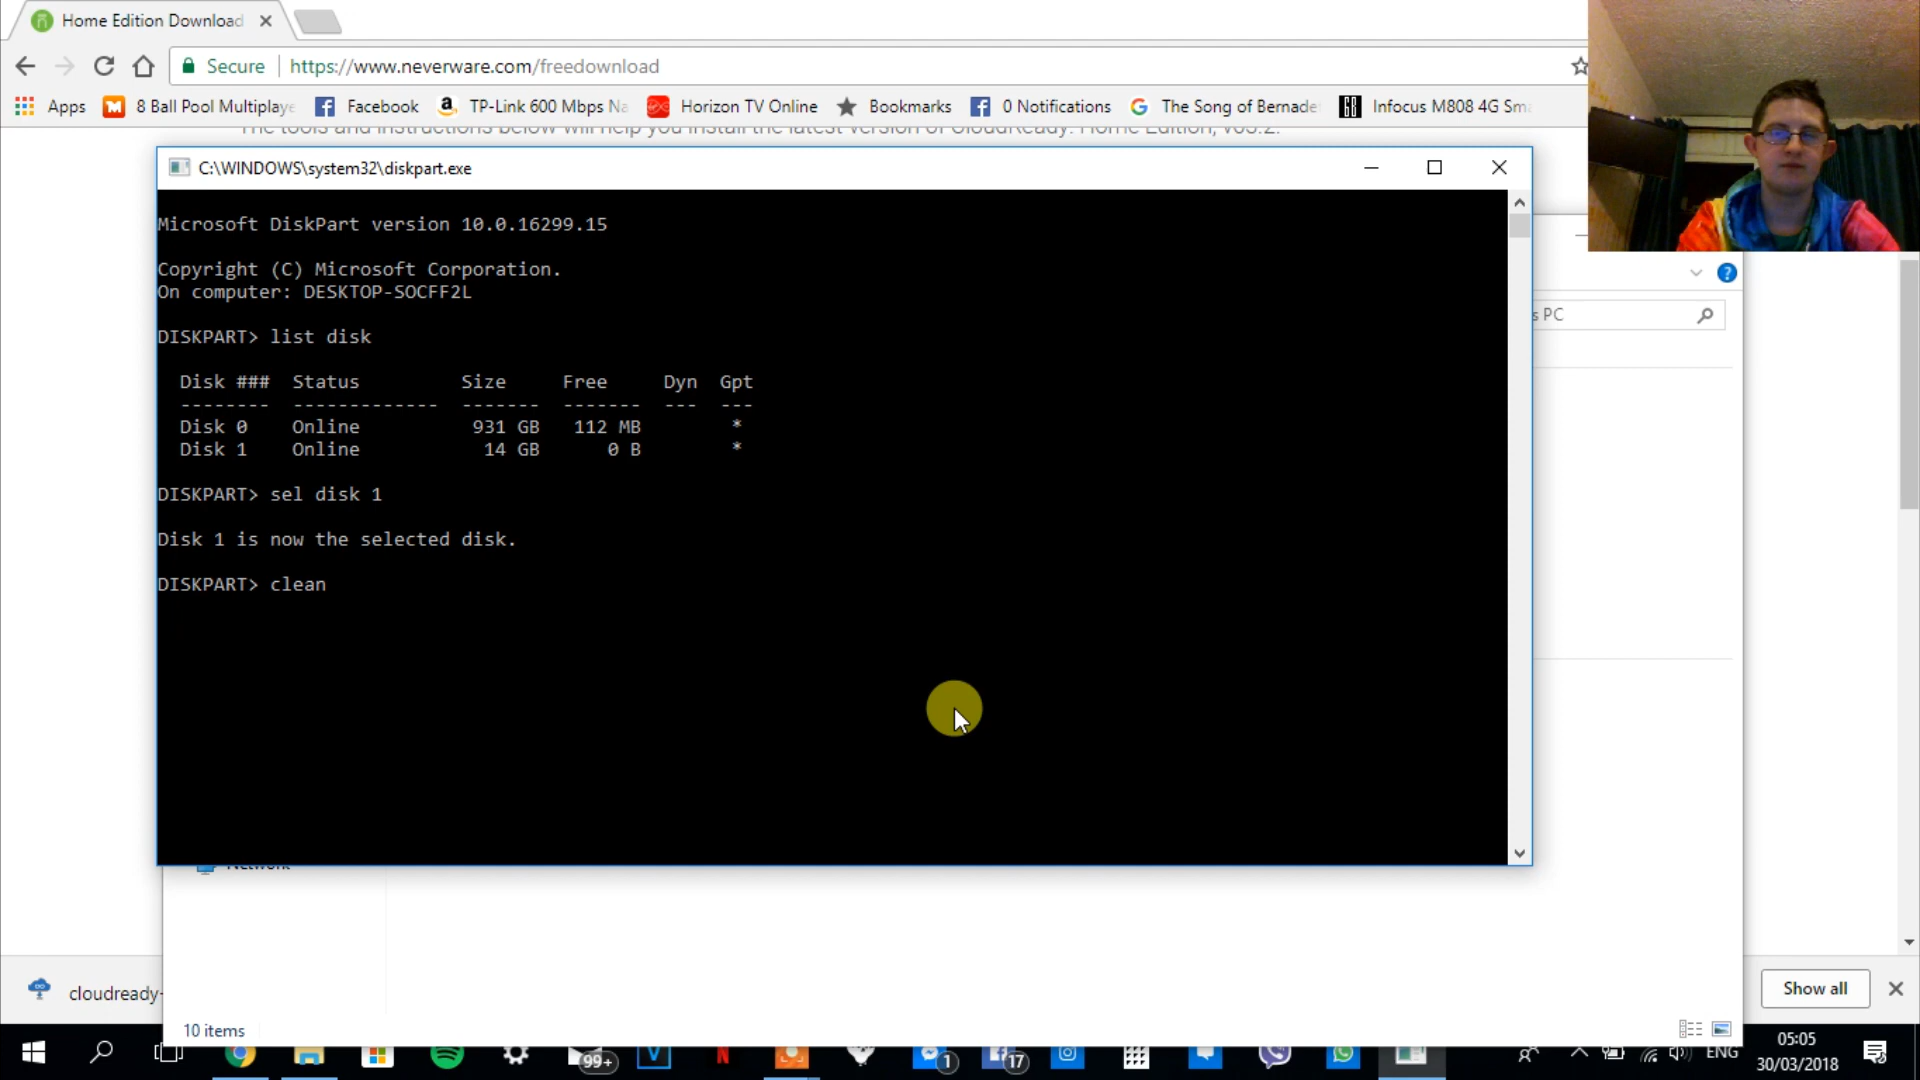 Home Edition Download
Secure https://www.neverware.com/freedownload
Apps 8 Ball Pool Multiplaye Facebook TP-Link 600 Mbps Na Horizon TV Online Bookmarks 0 Notifications The Song of Bernade Infocus M808 4G Sma
The tools and instructions below will help you install the latest version of CloudReady: Home Edition, v63.2.
C:\WINDOWS\system32\diskpart.exe
Microsoft DiskPart version 10.0.16299.15
Copyright (C) Microsoft Corporation.
On computer: DESKTOP-SOCFF2L
s PC
DISKPART> list disk
Disk ### Status Size Free Dyn Gpt
-------- ------------- ------- ------- --- ---
Disk 0 Online 931 GB 112 MB *
Disk 1 Online 14 GB 0 B *
DISKPART> sel disk 1
Disk 1 is now the selected disk.
DISKPART> clean
Network
cloudready-
Show all
10 items
99+ 1 17 ENG
05:05
30/03/2018